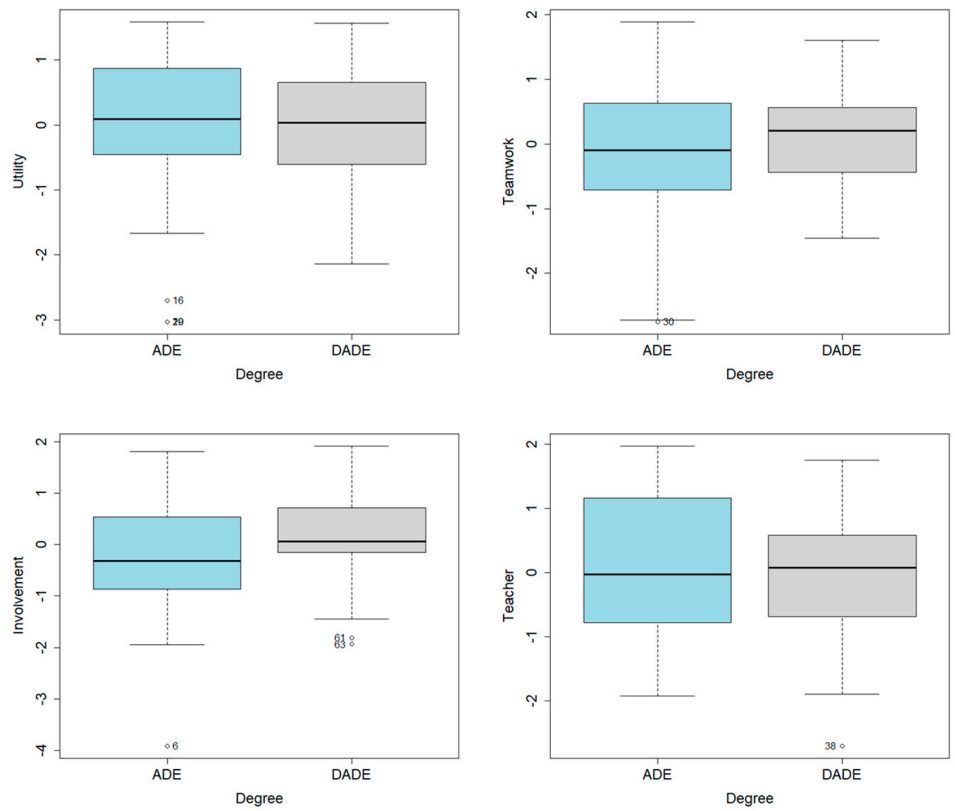 Utility
1
0
-1
-2
-3
16
ADE
DADE
Degree
Teamwork
2
1
0
-1
-2
30
ADE
DADE
Degree
Involvement
2
1
0
-1
-2
-3
-4
6
61
63
ADE
DADE
Degree
Teacher
2
1
0
-1
-2
38
ADE
DADE
Degree